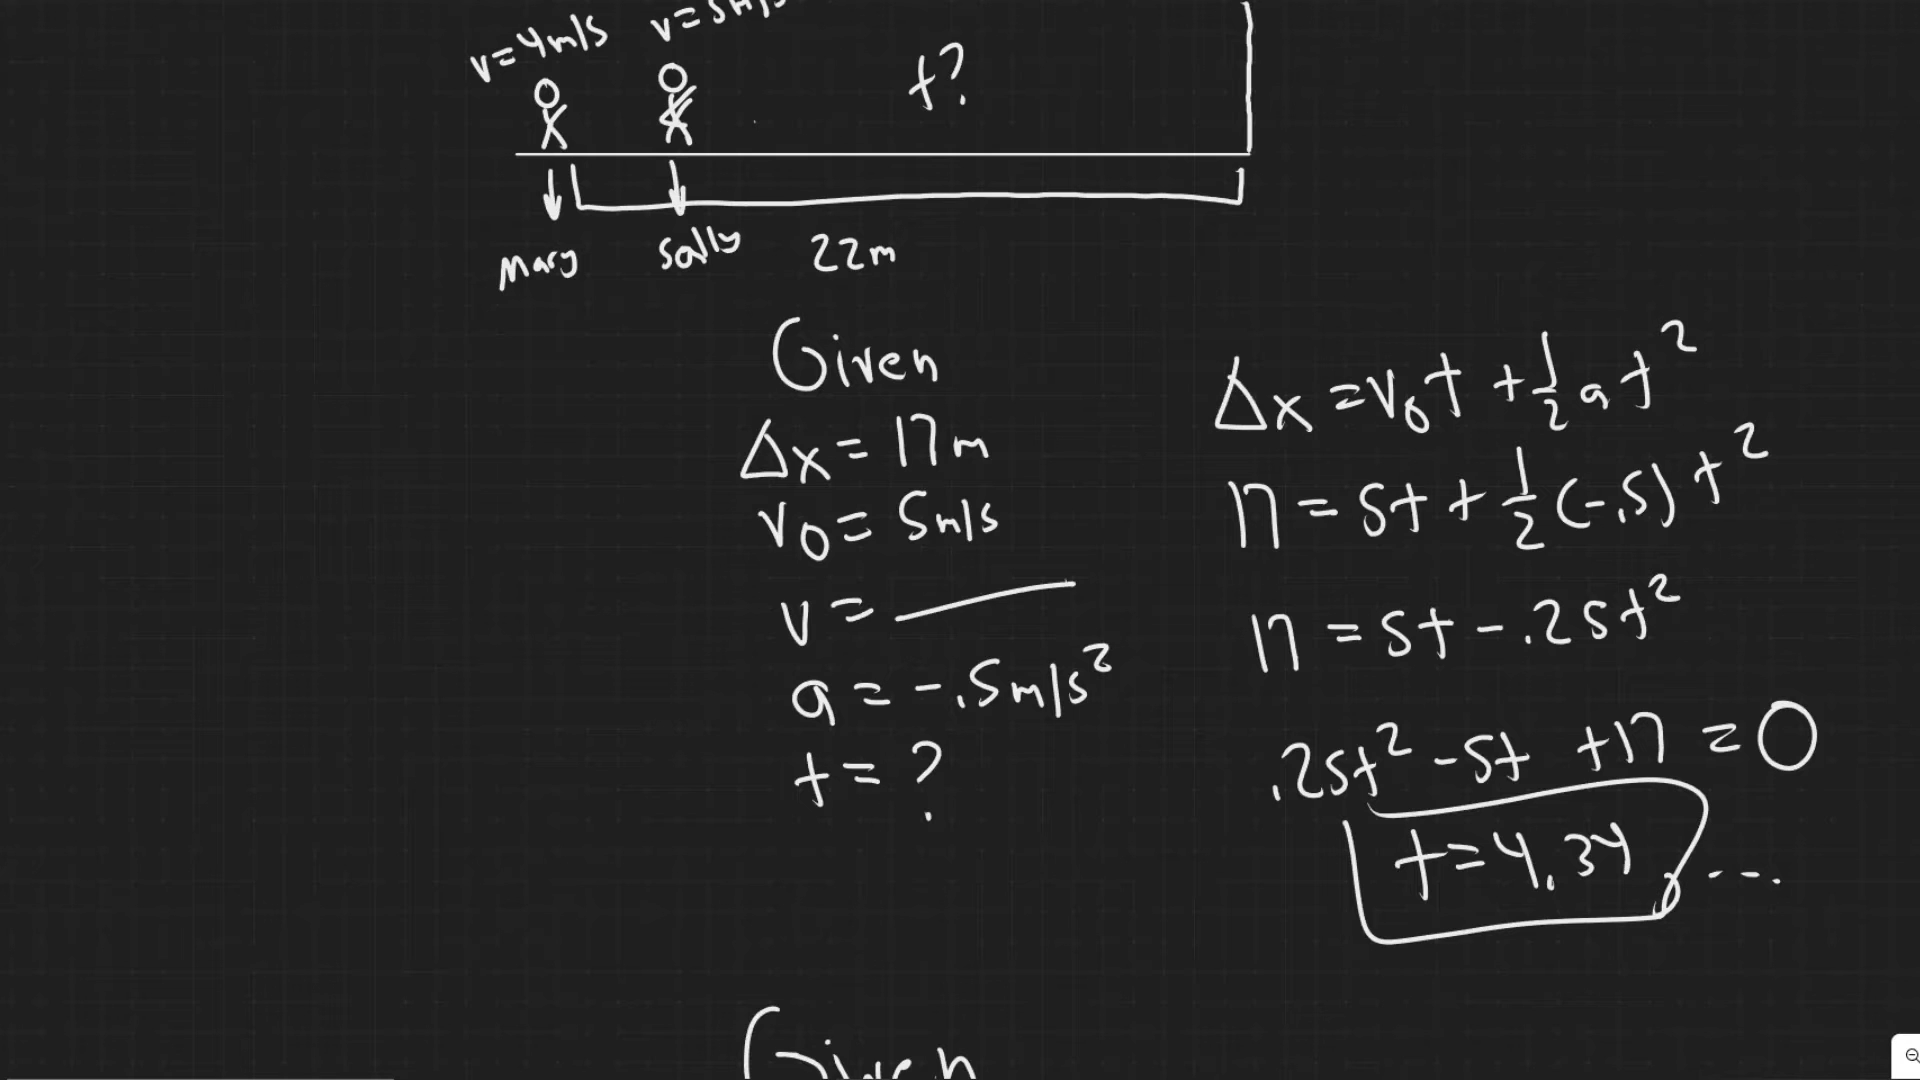 v=4m/s v=5m/s
t?
Mary Sally 22m
Given
Δx = 17m
v₀ = 5m/s
v = —
a = -.5m/s²
t = ?
Δx = v₀t + ½at²
17 = 5t + ½(-.5)t²
17 = 5t - .25t²
.25t² - 5t + 17 = 0
t = 4.34 ...
Given